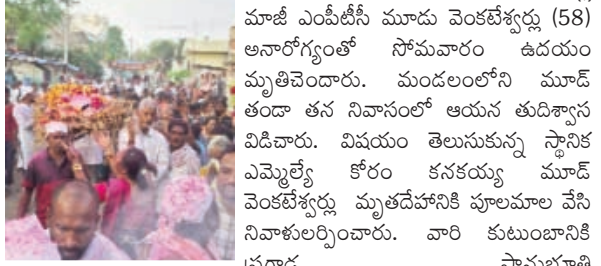 మాజీ ఎంపీటీసీ మూడు వెంకటేశ్వర్లు (58)
అనారోగ్యంతో సోమవారం ఉదయం
మృతిచెందారు. మండలంలోని మూడ్
తండా తన నివాసంలో ఆయన తుదిశ్వాస
విడిచారు. విషయం తెలుసుకున్న స్థానిక
ఎమ్మెల్యే కోరం కనకయ్య మూడ్
వెంకటేశ్వర్లు మృతదేహానికి పూలమాల వేసి
నివాళులర్పించారు. వారి కుటుంబానికి